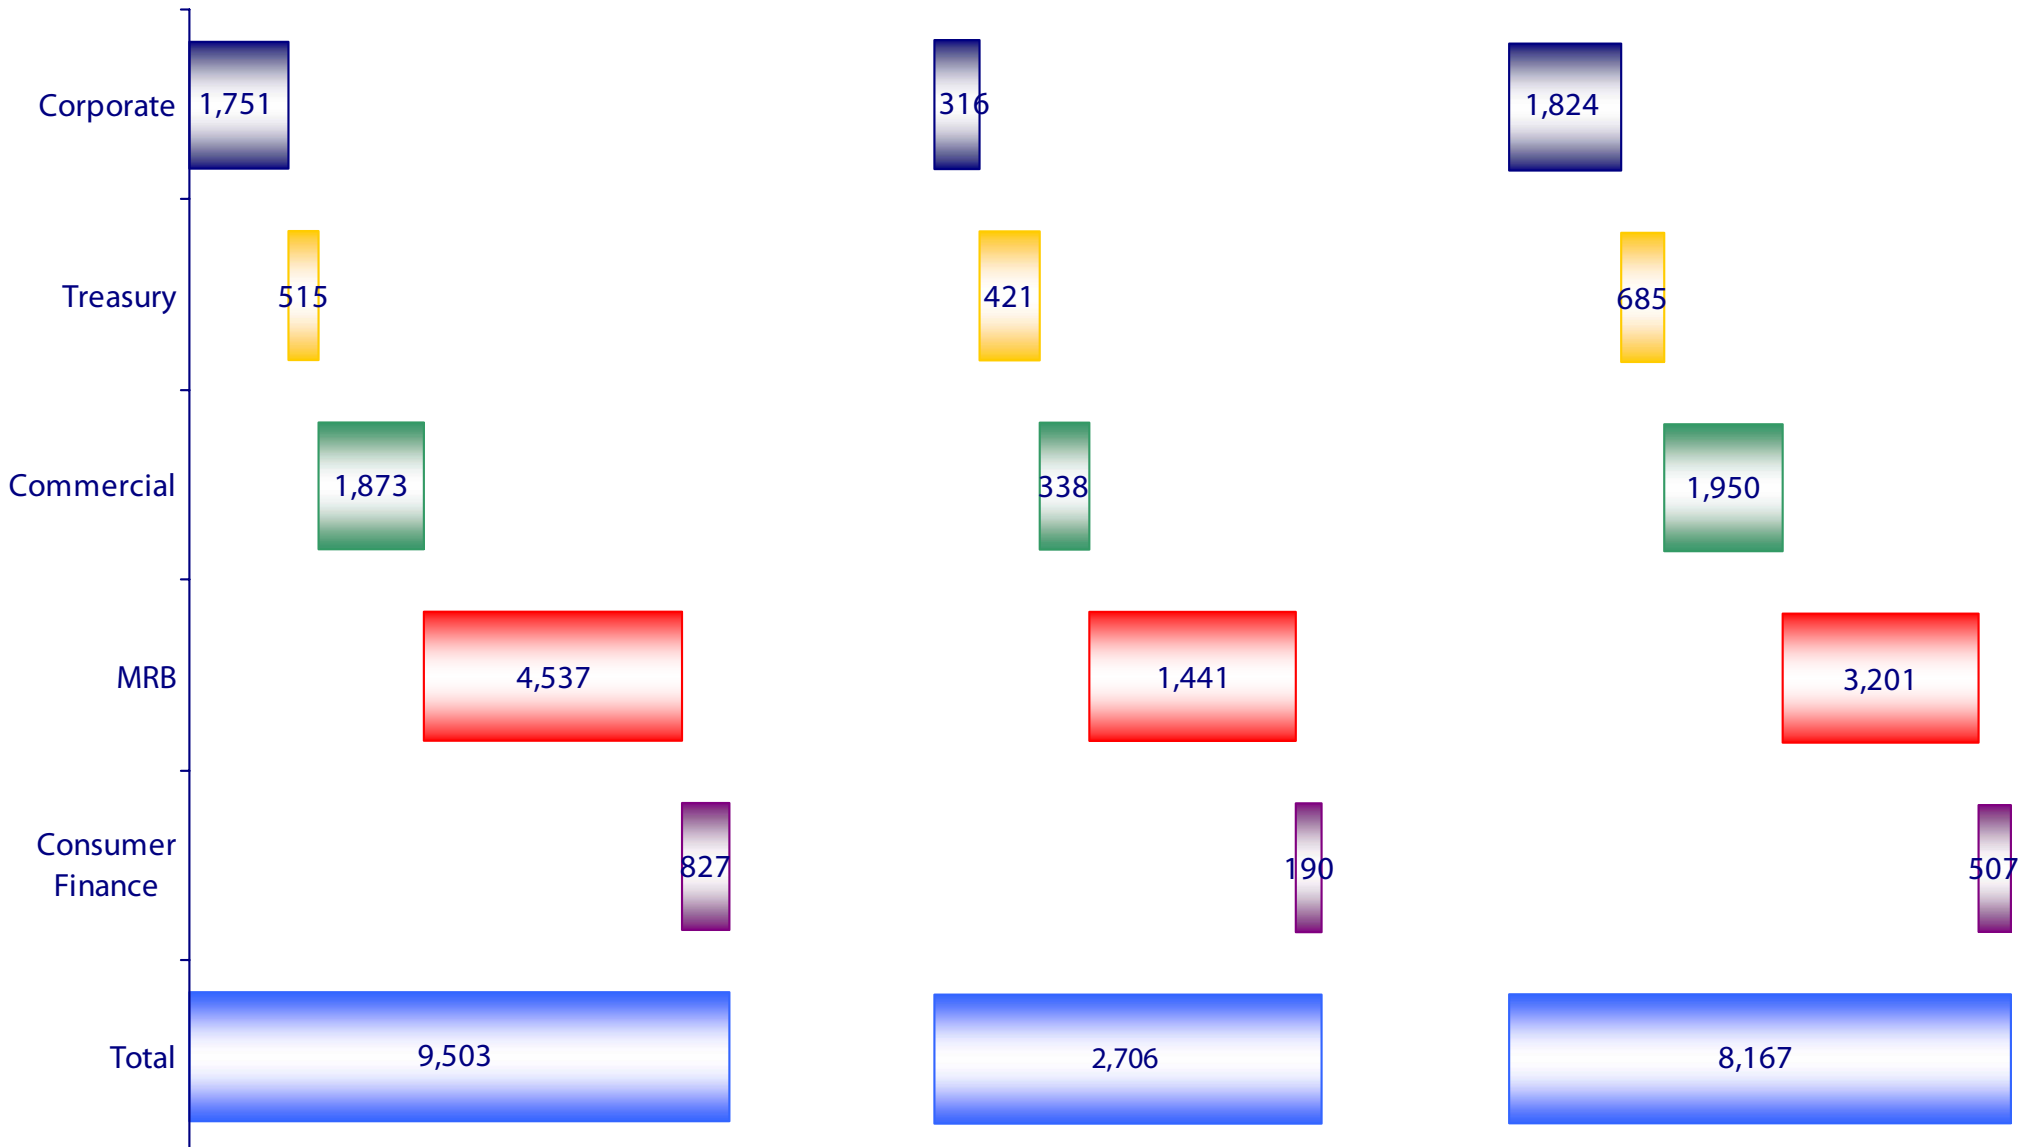 Corporate 1,751 316 1,824
Treasury 515 421 685
Commercial 1,873 338 1,950
MRB 4,537 1,441 3,201
Consumer
Finance 827 190 507
Total 9,503 2,706 8,167